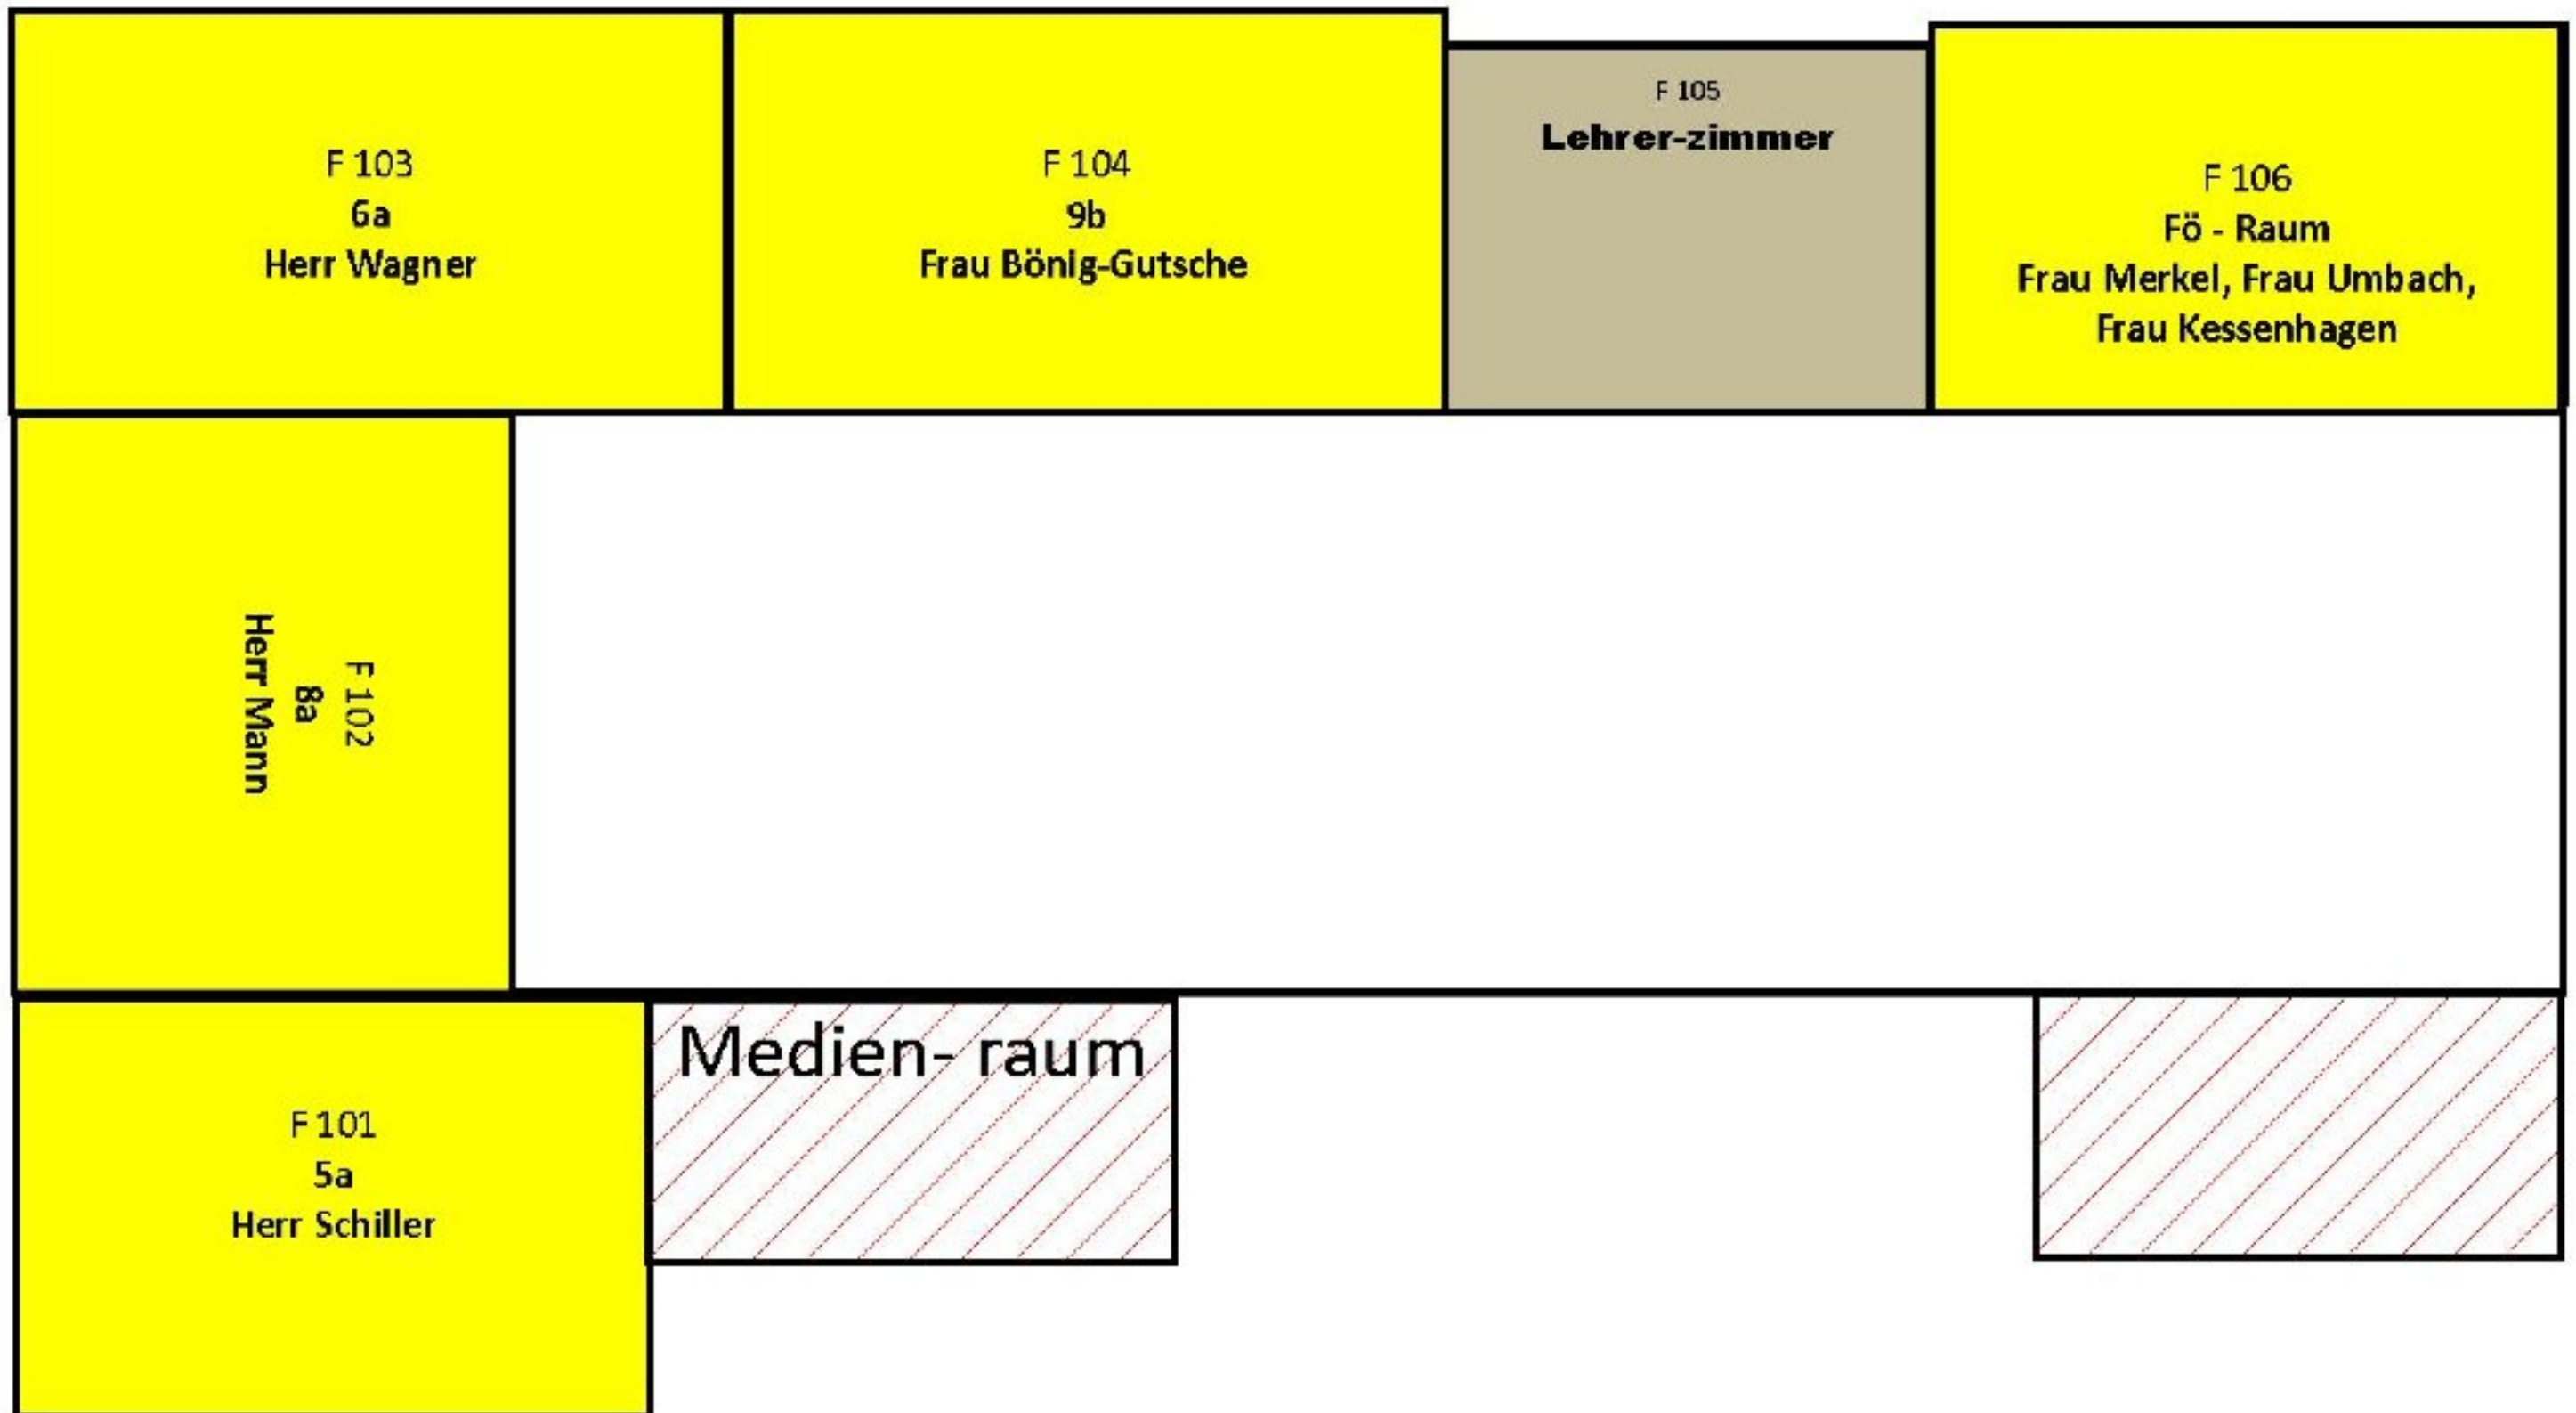 F 103
6a
Herr Wagner
F 104
9b
Frau Bönig-Gutsche
F 105
Lehrer-zimmer
F 106
Fö - Raum
Frau Merkel, Frau Umbach,
Frau Kessenhagen
F 102
8a
Herr Mann
Medien- raum
F 101
5a
Herr Schiller